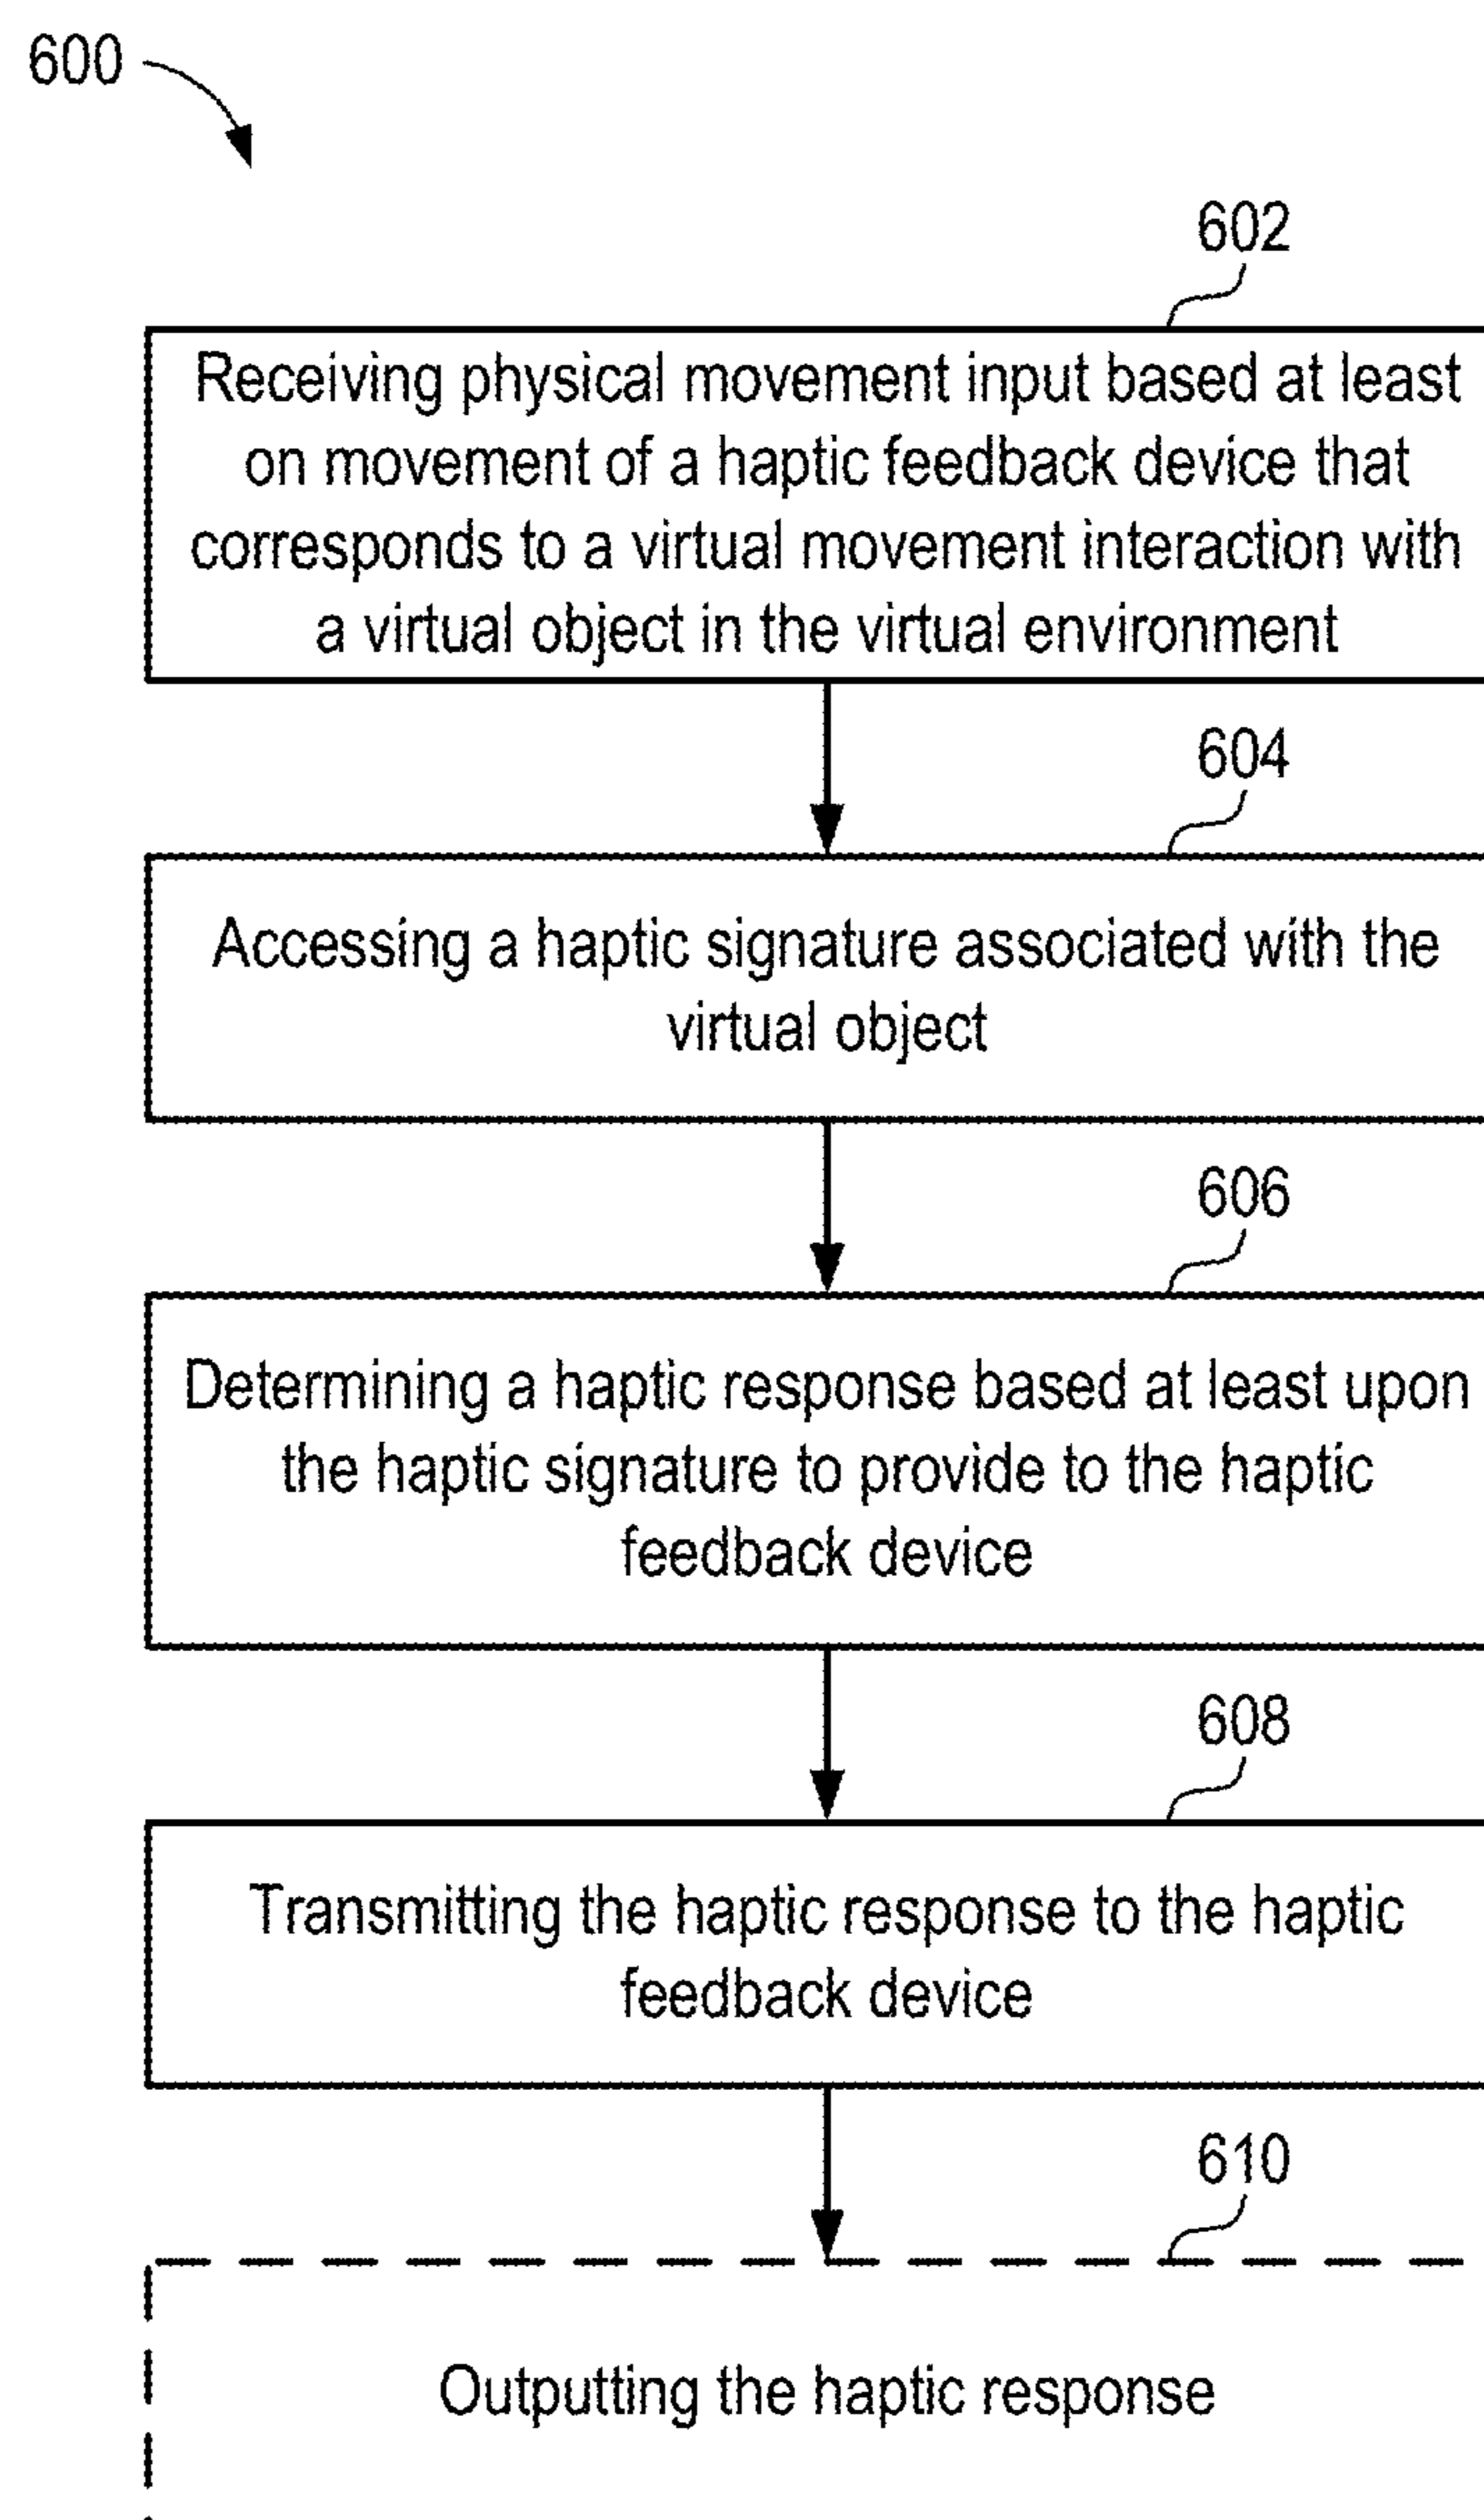 600
602
Receiving physical movement input based at least
on movement of a haptic feedback device that
corresponds to a virtual movement interaction with
a virtual object in the virtual environment
604
Accessing a haptic signature associated with the
virtual object
606
Determining a haptic response based at least upon
the haptic signature to provide to the haptic
feedback device
608
Transmitting the haptic response to the haptic
feedback device
610
Outputting the haptic response